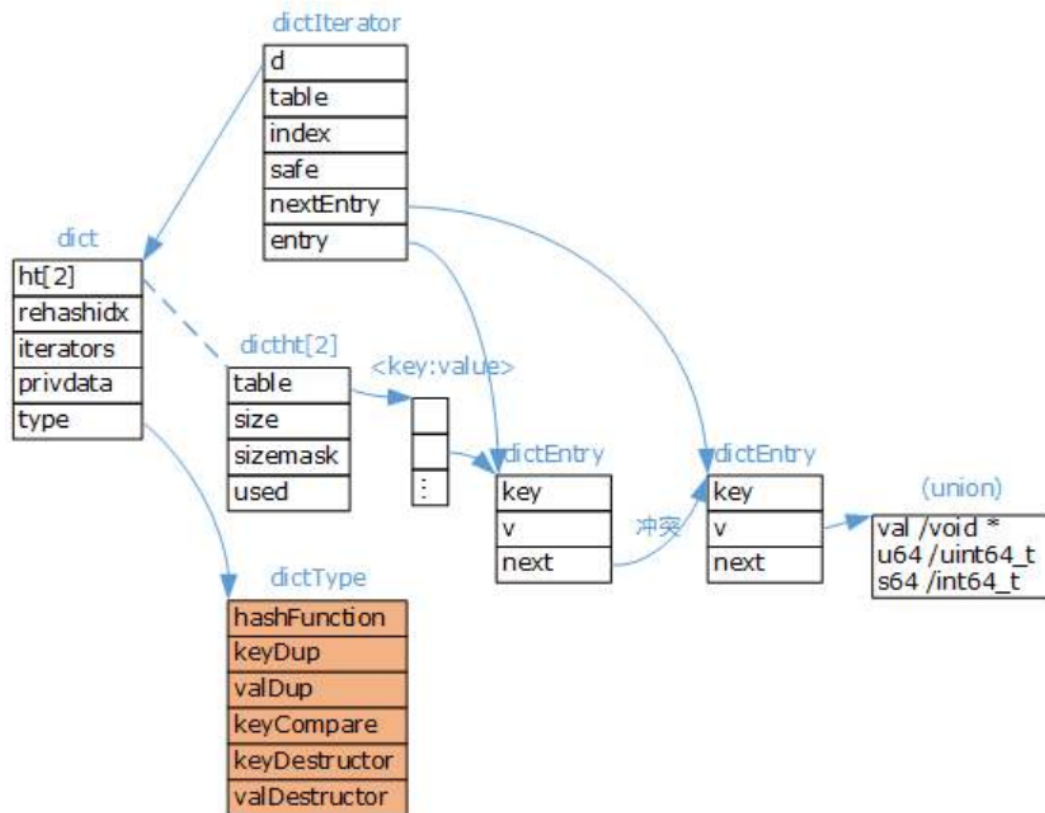 dictIterator
d
table
index
safe
nextEntry
entry
dict
ht[2]
rehashidx
iterators
privdata
type
dictht[2]
table
size
sizemask
used
<key:value>
⋮
dictEntry
key
v
next
冲突
dictEntry
key
v
next
(union)
val /void *
u64 /uint64_t
s64 /int64_t
dictType
hashFunction
keyDup
valDup
keyCompare
keyDestructor
valDestructor